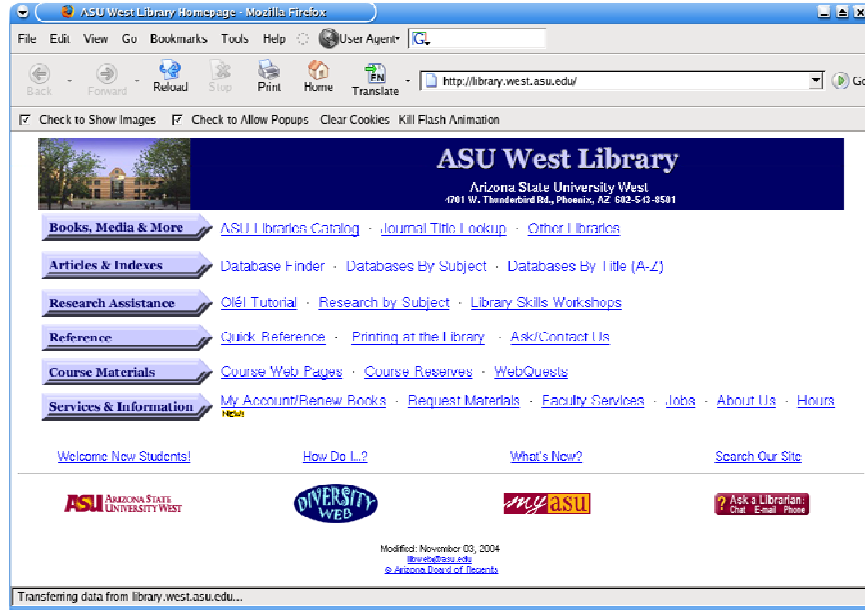 ASU West Library Homepage - Mozilla Firefox
File Edit View Go Bookmarks Tools Help User Agent G
Back Forward Reload Stop Print Home EN Translate http://library.west.asu.edu/ Go
Check to Show Images Check to Allow Popups Clear Cookies Kill Flash Animation
ASU West Library
Arizona State University West
4701 W. Thunderbird Rd., Phoenix, AZ 602-543-8501
Books, Media & More ASU Libraries Catalog · Journal Title Lookup · Other Libraries
Articles & Indexes Database Finder · Databases By Subject · Databases By Title (A-Z)
Research Assistance Olé! Tutorial · Research by Subject · Library Skills Workshops
Reference Quick Reference · Printing at the Library · Ask/Contact Us
Course Materials Course Web Pages · Course Reserves · WebQuests
Services & Information My Account/Renew Books · Request Materials · Faculty Services · Jobs · About Us · Hours
NEW!
Welcome New Students! How Do I...? What's New? Search Our Site
ASU ARIZONA STATE UNIVERSITY WEST DIVERSITY WEB my asu ? Ask a Librarian: Chat E-mail Phone
Modified: November 03, 2004
libweb@asu.edu
© Arizona Board of Regents
Transferring data from library.west.asu.edu...